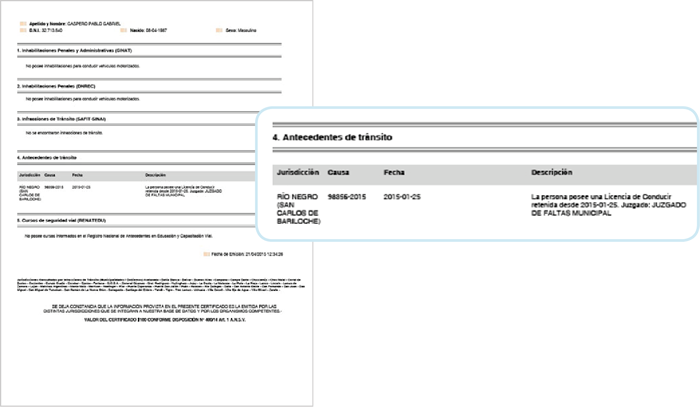 Apellido y Nombre: GASPERO PABLO GABRIEL
D.N.I. 32.713.543 Nacido: 08-04-1987 Sexo: Masculino
1. Inhabilitaciones Penales y Administrativas (SINAT)
No posee inhabilitaciones para conducir vehículos motorizados.
2. Inhabilitaciones Penales (DNREC)
No posee inhabilitaciones para conducir vehículos motorizados.
3. Infracciones de Tránsito (SAFIT SINAI)
No se encontraron infracciones de tránsito.
4. Antecedentes de tránsito
Jurisdicción Causa Fecha Descripción
RÍO NEGRO 98356-2015 2015-01-25 La persona posee una Licencia de Conducir
(SAN retenida desde 2015-01-25. Juzgado: JUZGADO
CARLOS DE DE FALTAS MUNICIPAL
BARILOCHE)
5. Cursos de seguridad vial (RENATEDU)
No posee cursos informados en el Registro Nacional de Antecedentes en Educación y Capacitación Vial.
Fecha de Emisión: 21/04/2015 12:34:26
SE DEJA CONSTANCIA QUE LA INFORMACIÓN PROVISTA EN EL PRESENTE CERTIFICADO ES LA EMITIDA POR LAS
DISTINTAS JURISDICCIONES QUE SE INTEGRAN A NUESTRA BASE DE DATOS Y POR LOS ORGANISMOS COMPETENTES.-
VALOR DEL CERTIFICADO $100 CONFORME DISPOSICIÓN N° 480/14 Art. 1 A.N.S.V.
4. Antecedentes de tránsito
Jurisdicción Causa Fecha Descripción
RÍO NEGRO 98356-2015 2015-01-25 La persona posee una Licencia de Conducir
(SAN retenida desde 2015-01-25. Juzgado: JUZGADO
CARLOS DE DE FALTAS MUNICIPAL
BARILOCHE)